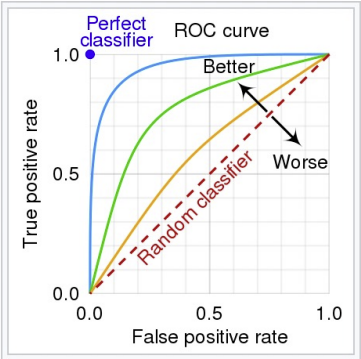 Perfect
classifier
ROC curve
1.0
Better
True positive rate
0.5
Worse
Random classifier
0.0
0.0
0.5
1.0
False positive rate